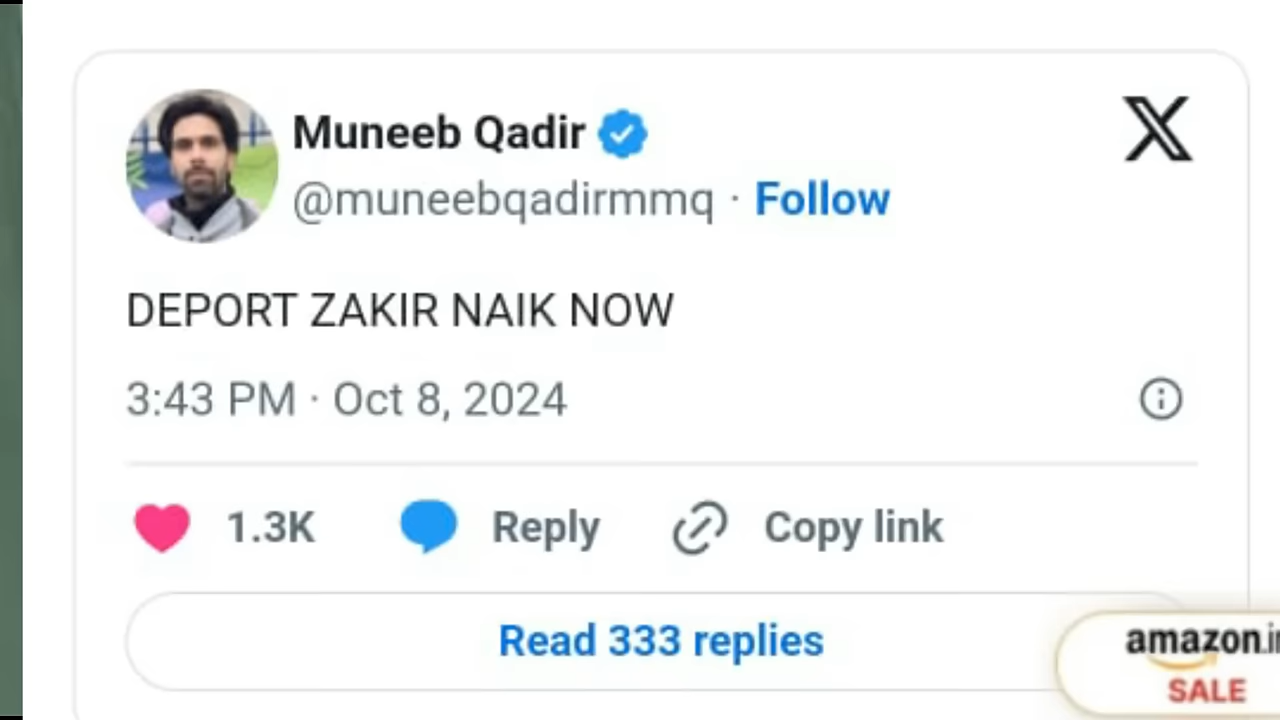 Muneeb Qadir
@muneebqadirmmq · Follow
DEPORT ZAKIR NAIK NOW
3:43 PM · Oct 8, 2024
1.3K Reply Copy link
Read 333 replies
amazon.in
SALE